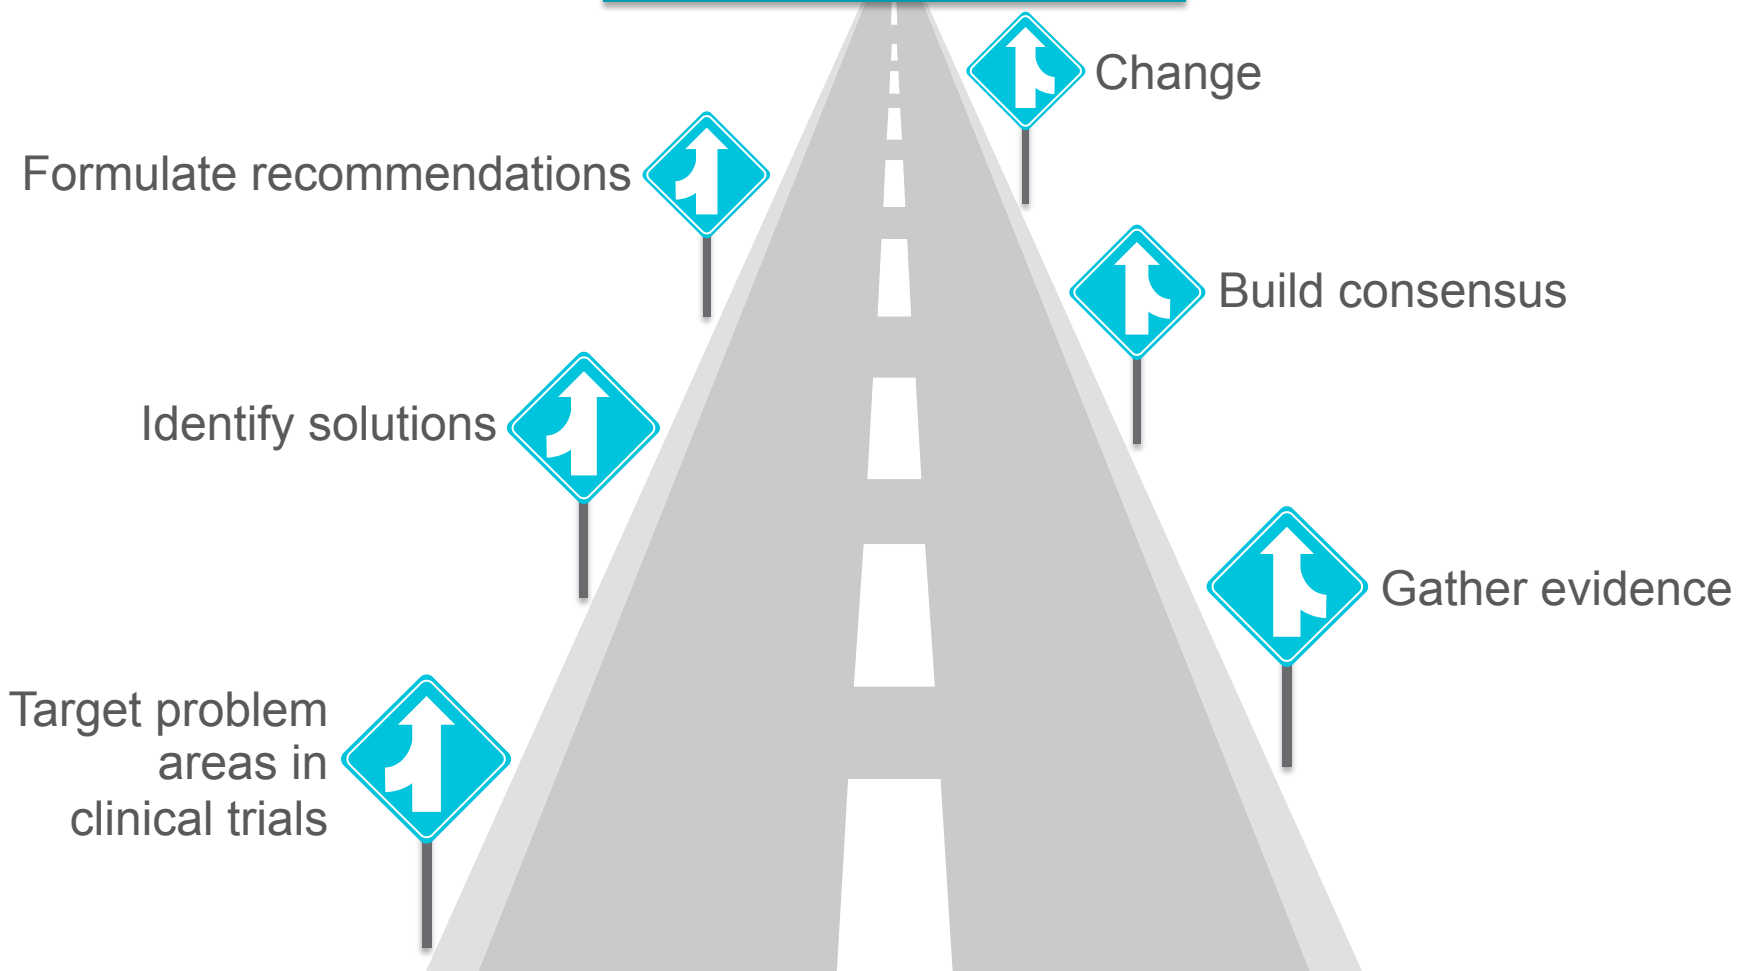 Change
Formulate recommendations
Build consensus
Identify solutions
Gather evidence
Target problem
areas in
clinical trials